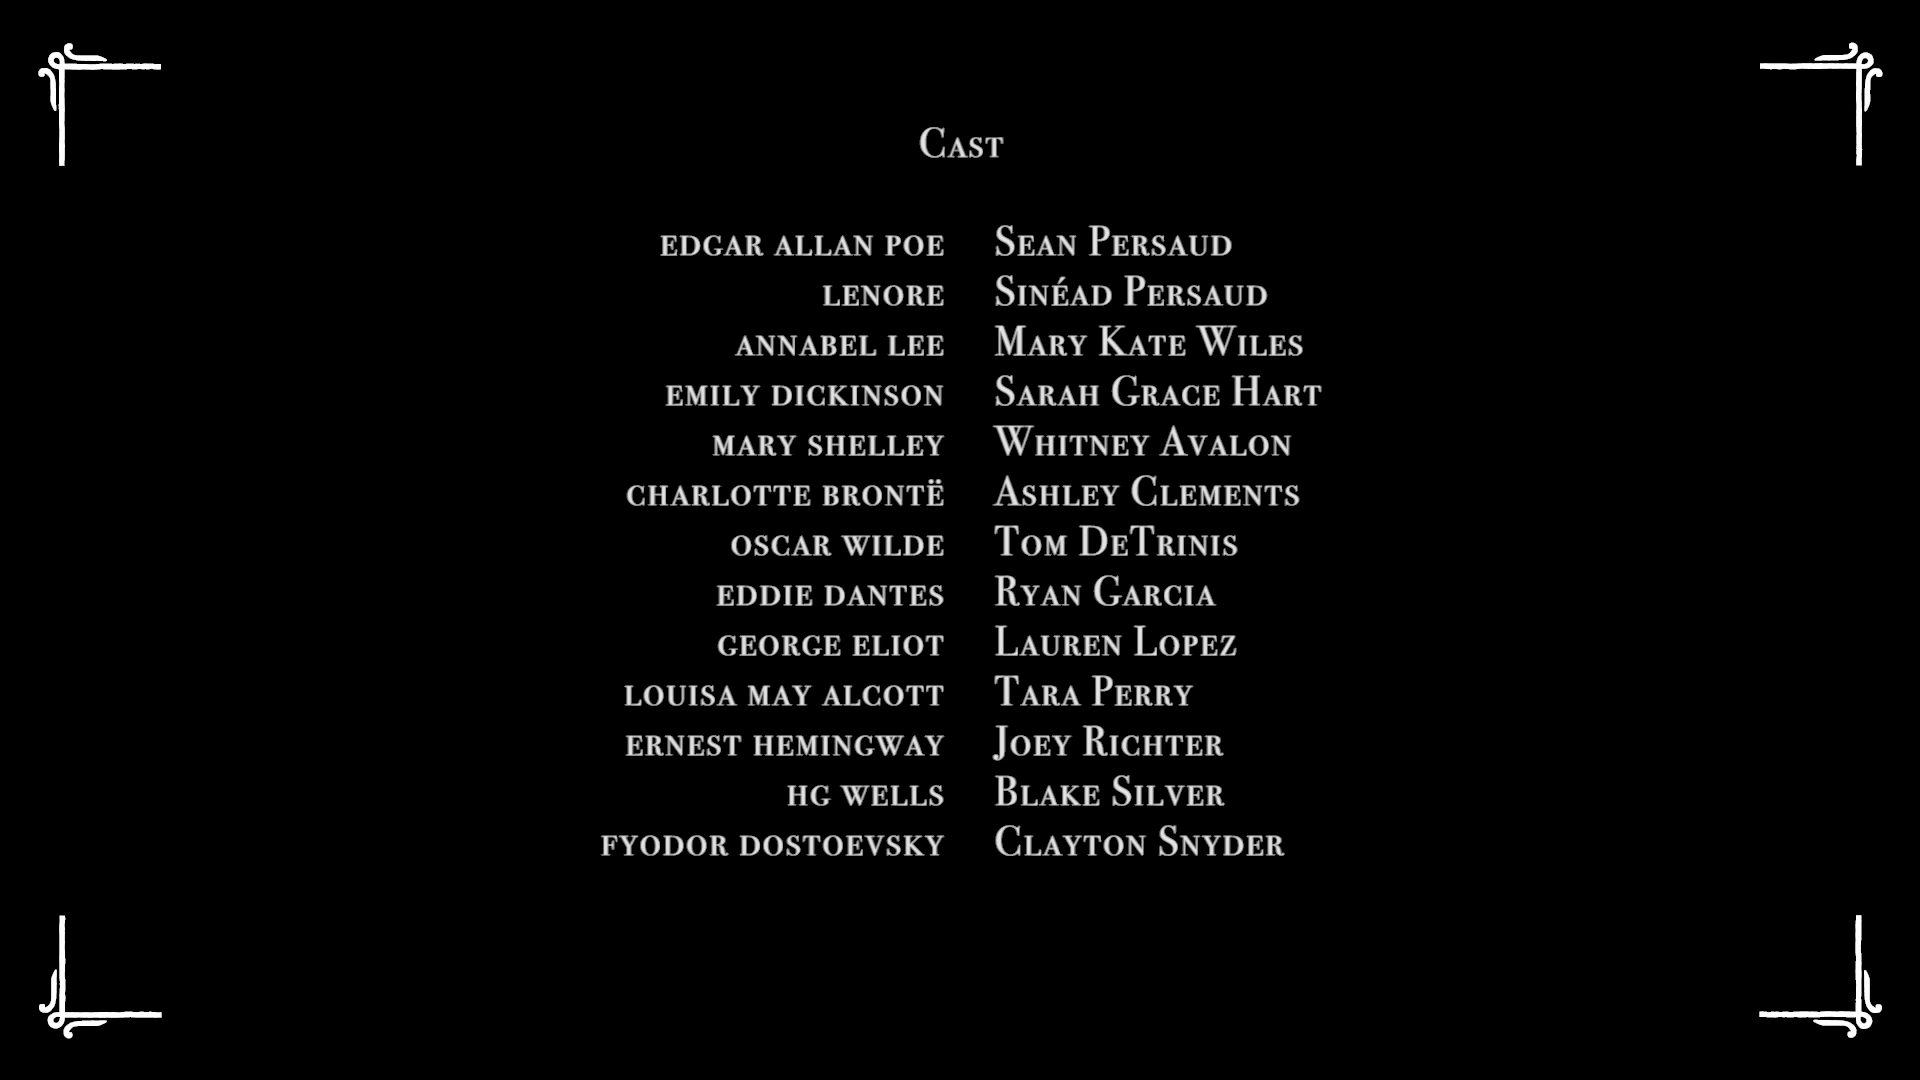 Cast
EDGAR ALLAN POE Sean Persaud
LENORE Sinéad Persaud
ANNABEL LEE Mary Kate Wiles
EMILY DICKINSON Sarah Grace Hart
MARY SHELLEY Whitney Avalon
CHARLOTTE BRONTË Ashley Clements
OSCAR WILDE Tom DeTrinis
EDDIE DANTES Ryan Garcia
GEORGE ELIOT Lauren Lopez
LOUISA MAY ALCOTT Tara Perry
ERNEST HEMINGWAY Joey Richter
HG WELLS Blake Silver
FYODOR DOSTOEVSKY Clayton Snyder